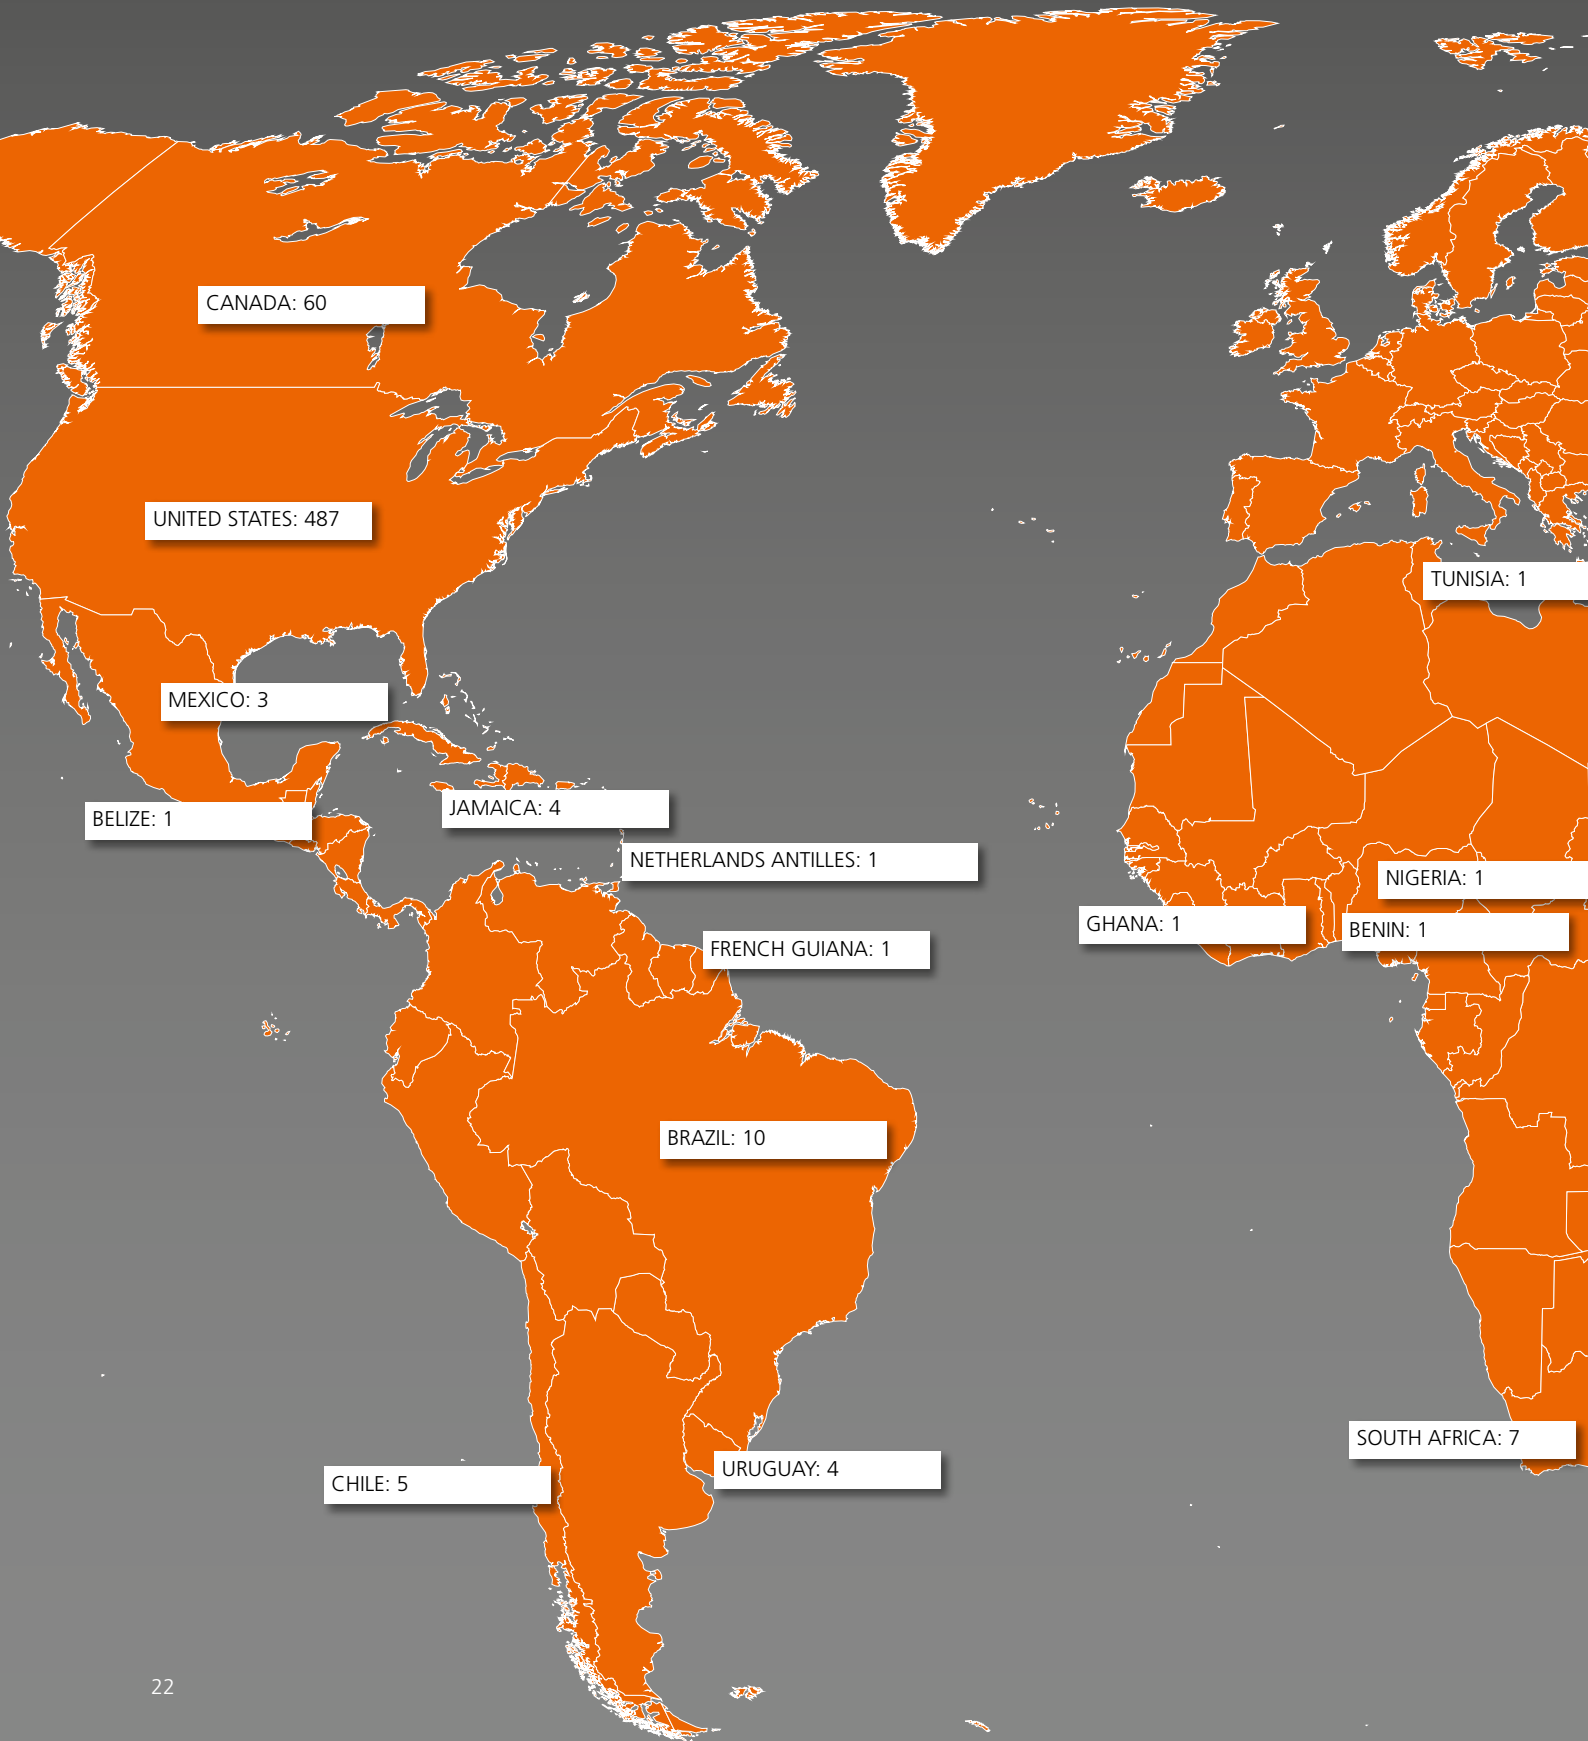 CANADA: 60
UNITED STATES: 487
TUNISIA: 1
MEXICO: 3
BELIZE: 1
JAMAICA: 4
NETHERLANDS ANTILLES: 1
NIGERIA: 1
GHANA: 1
BENIN: 1
FRENCH GUIANA: 1
BRAZIL: 10
SOUTH AFRICA: 7
URUGUAY: 4
CHILE: 5
22